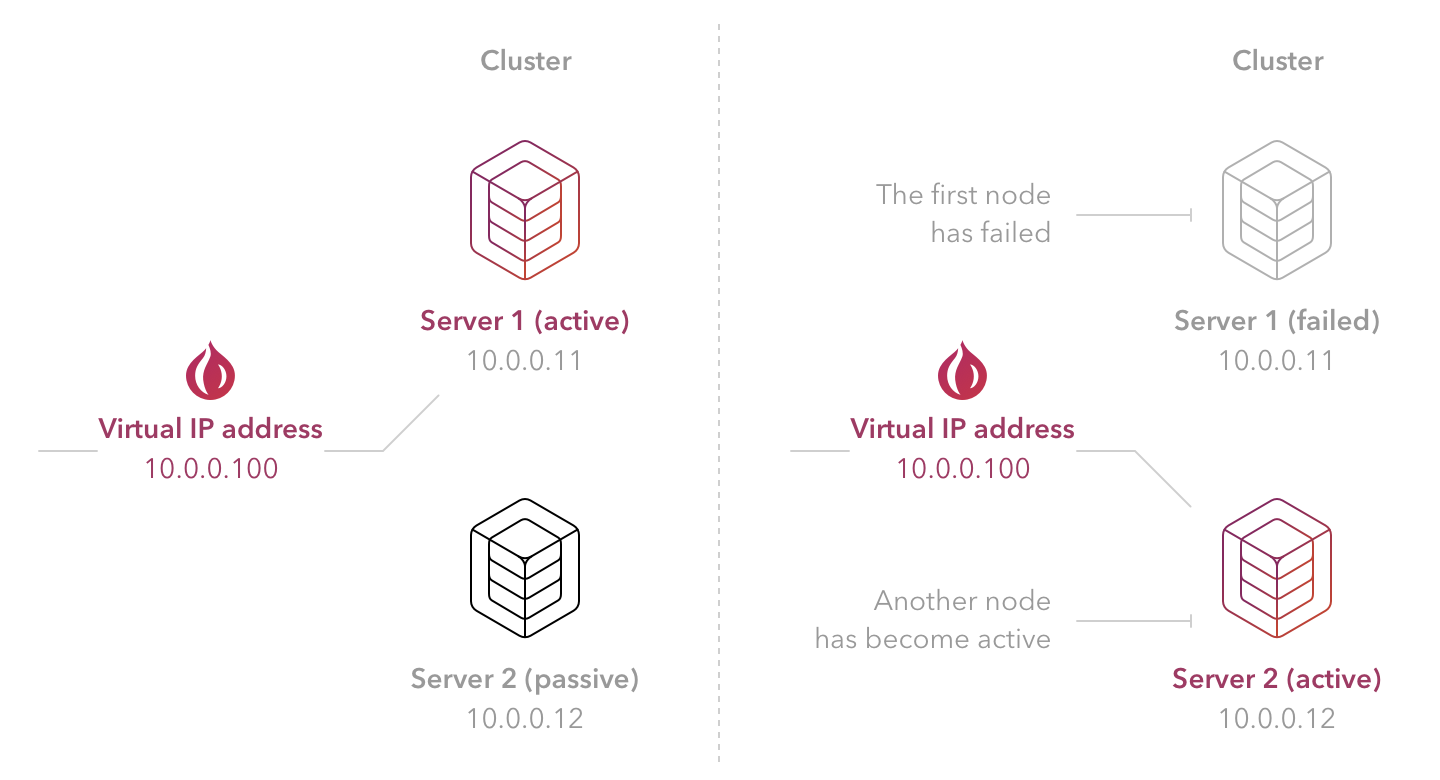 Cluster
Server 1 (active)
10.0.0.11
Virtual IP address
10.0.0.100
Server 2 (passive)
10.0.0.12
Cluster
The first node
has failed
Server 1 (failed)
10.0.0.11
Virtual IP address
10.0.0.100
Another node
has become active
Server 2 (active)
10.0.0.12